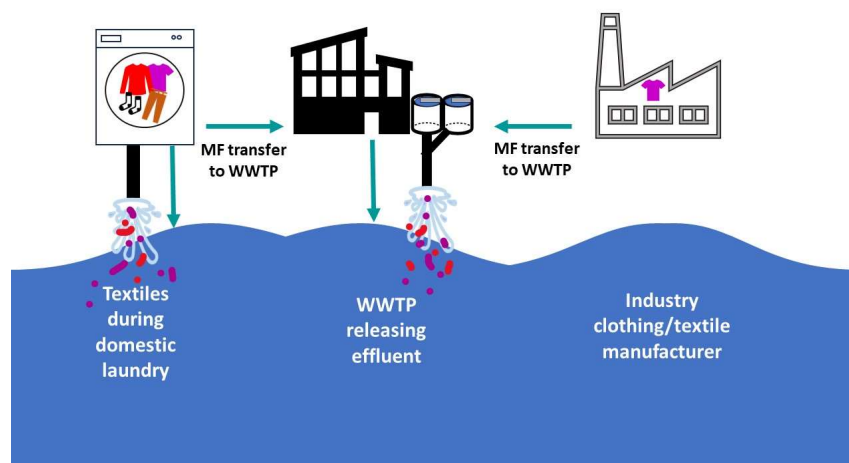 MF transfer
to WWTP
MF transfer
to WWTP
Textiles
during
domestic
laundry
WWTP
releasing
effluent
Industry
clothing/textile
manufacturer